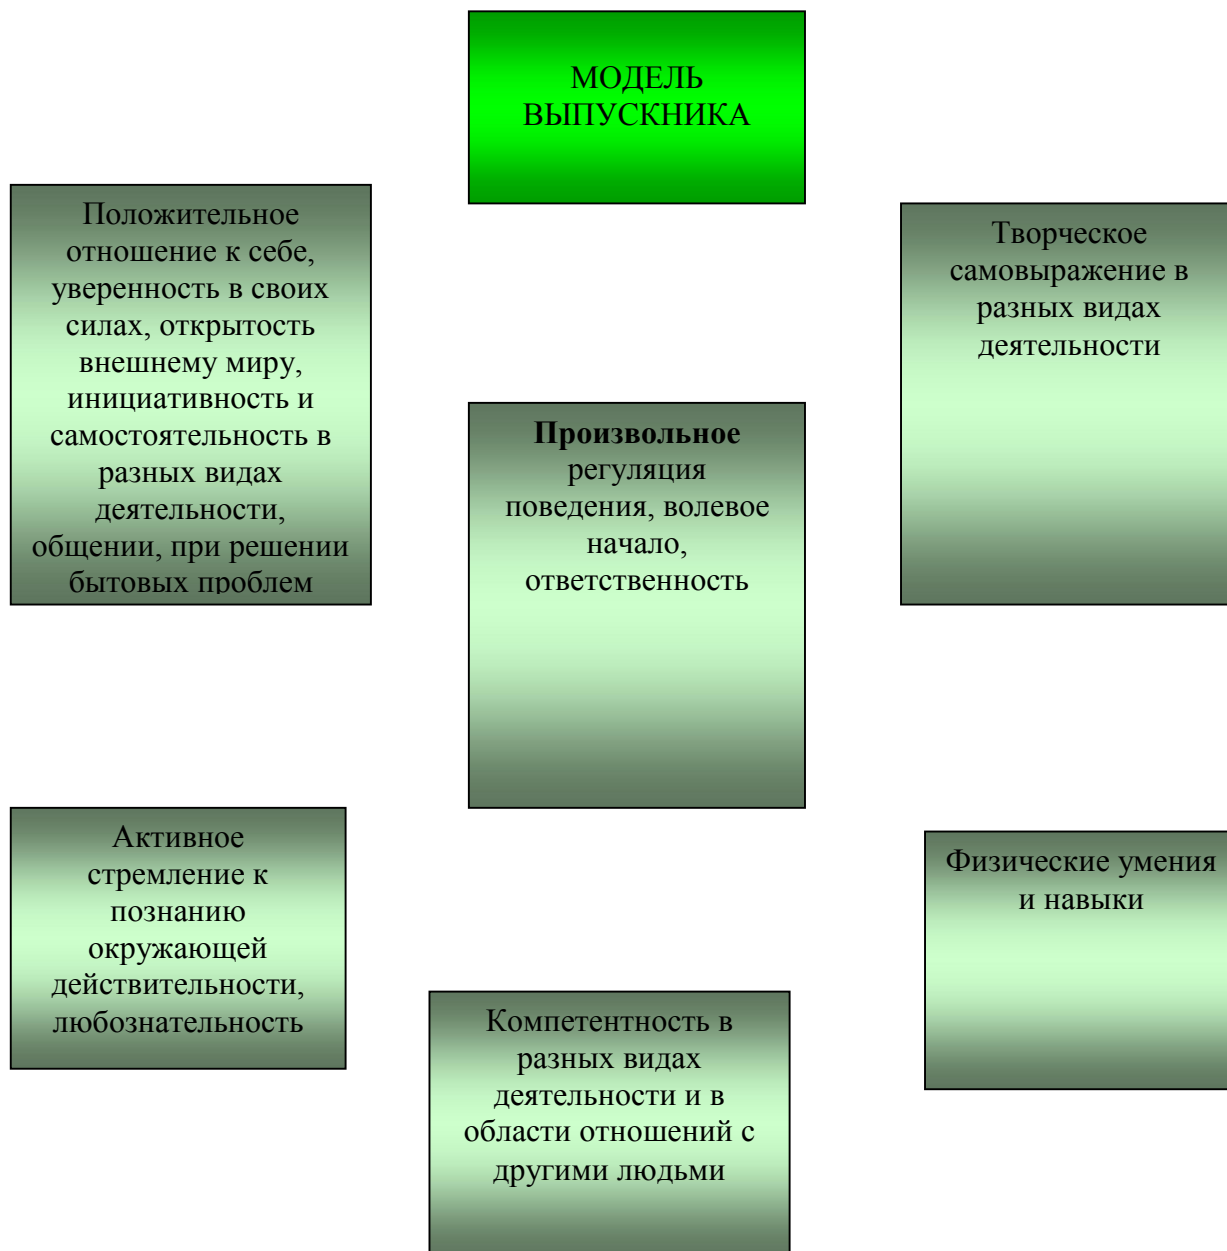 МОДЕЛЬ
ВЫПУСКНИКА
Положительное
отношение к себе,
уверенность в своих
силах, открытость
внешнему миру,
инициативность и
самостоятельность в
разных видах
деятельности,
общении, при решении
бытовых проблем
Творческое
самовыражение в
разных видах
деятельности
Произвольное
регуляция
поведения, волевое
начало,
ответственность
Активное
стремление к
познанию
окружающей
действительности,
любознательность
Физические умения
и навыки
Компетентность в
разных видах
деятельности и в
области отношений с
другими людьми